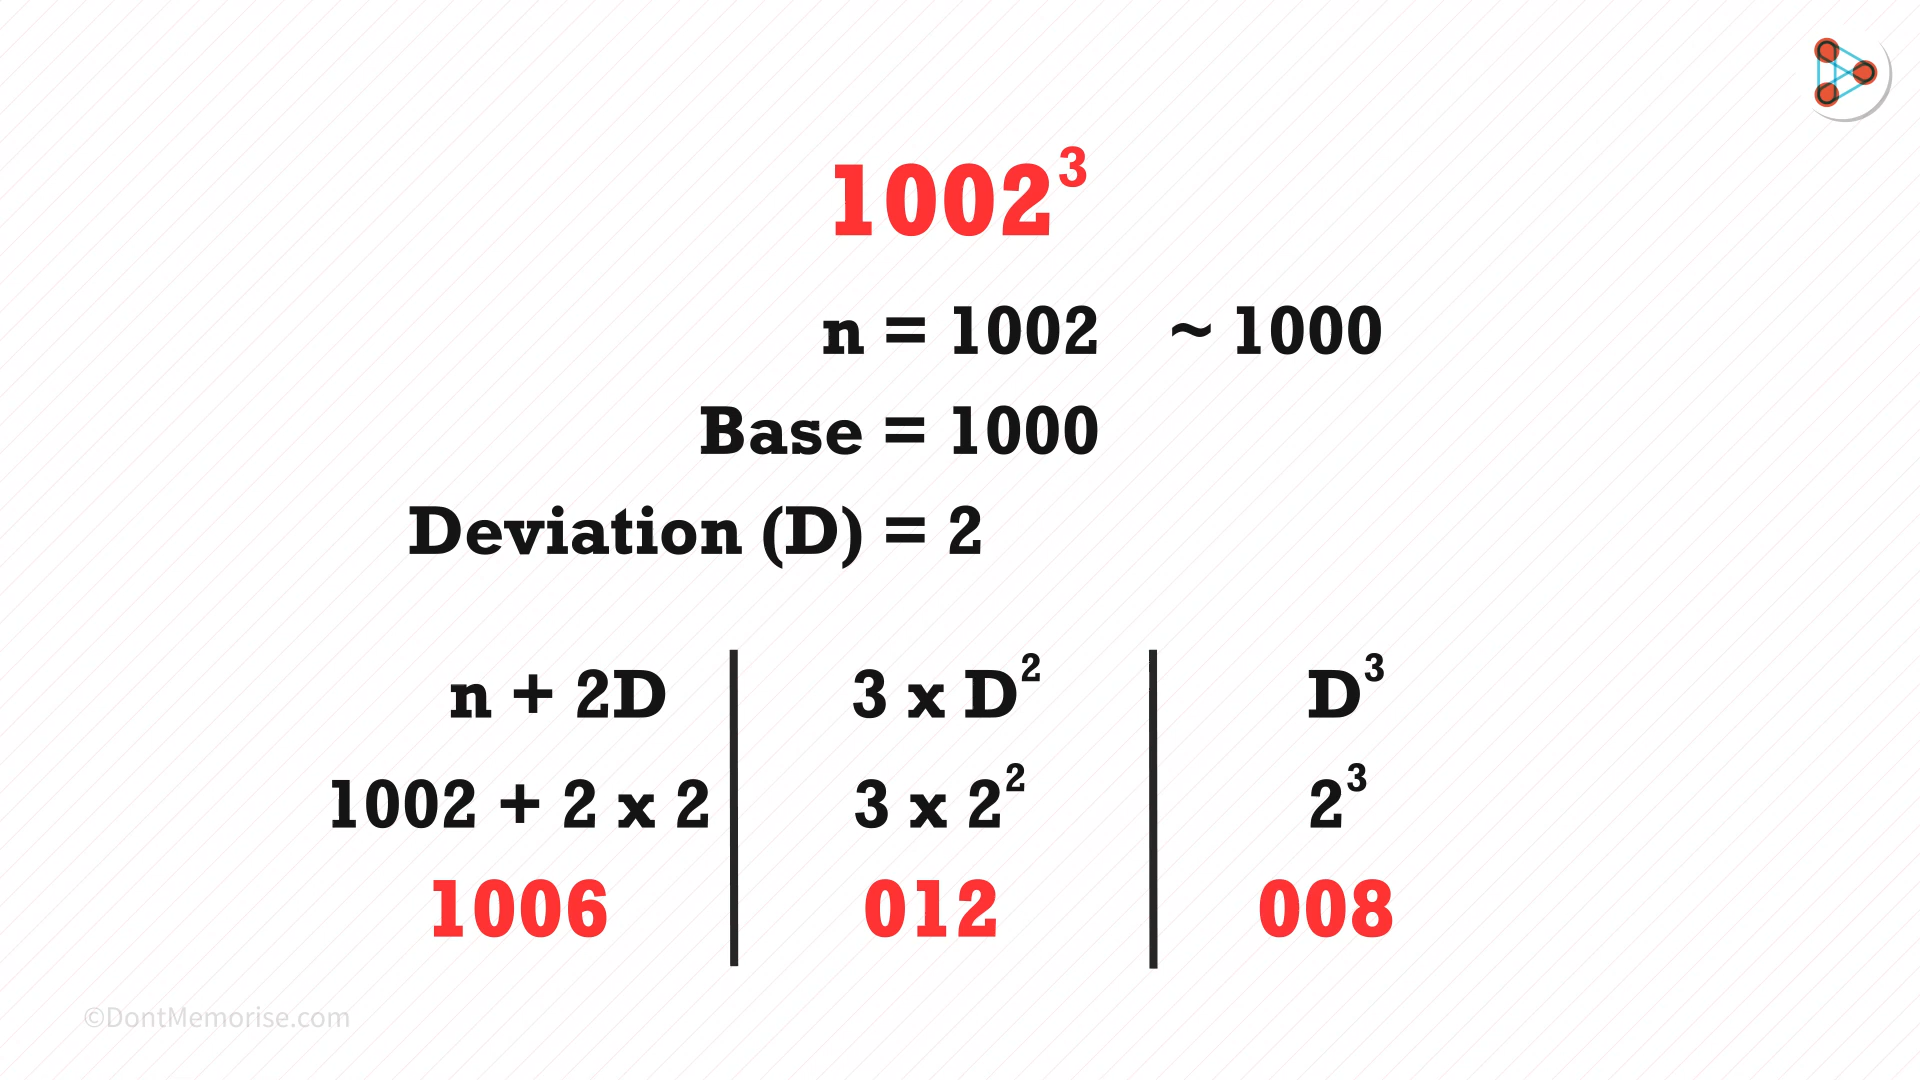 1002³
n = 1002 ~ 1000
Base = 1000
Deviation (D) = 2
n + 2D 3 x D² D³
1002 + 2 x 2 3 x 2² 2³
1006 012 008
©DontMemorise.com